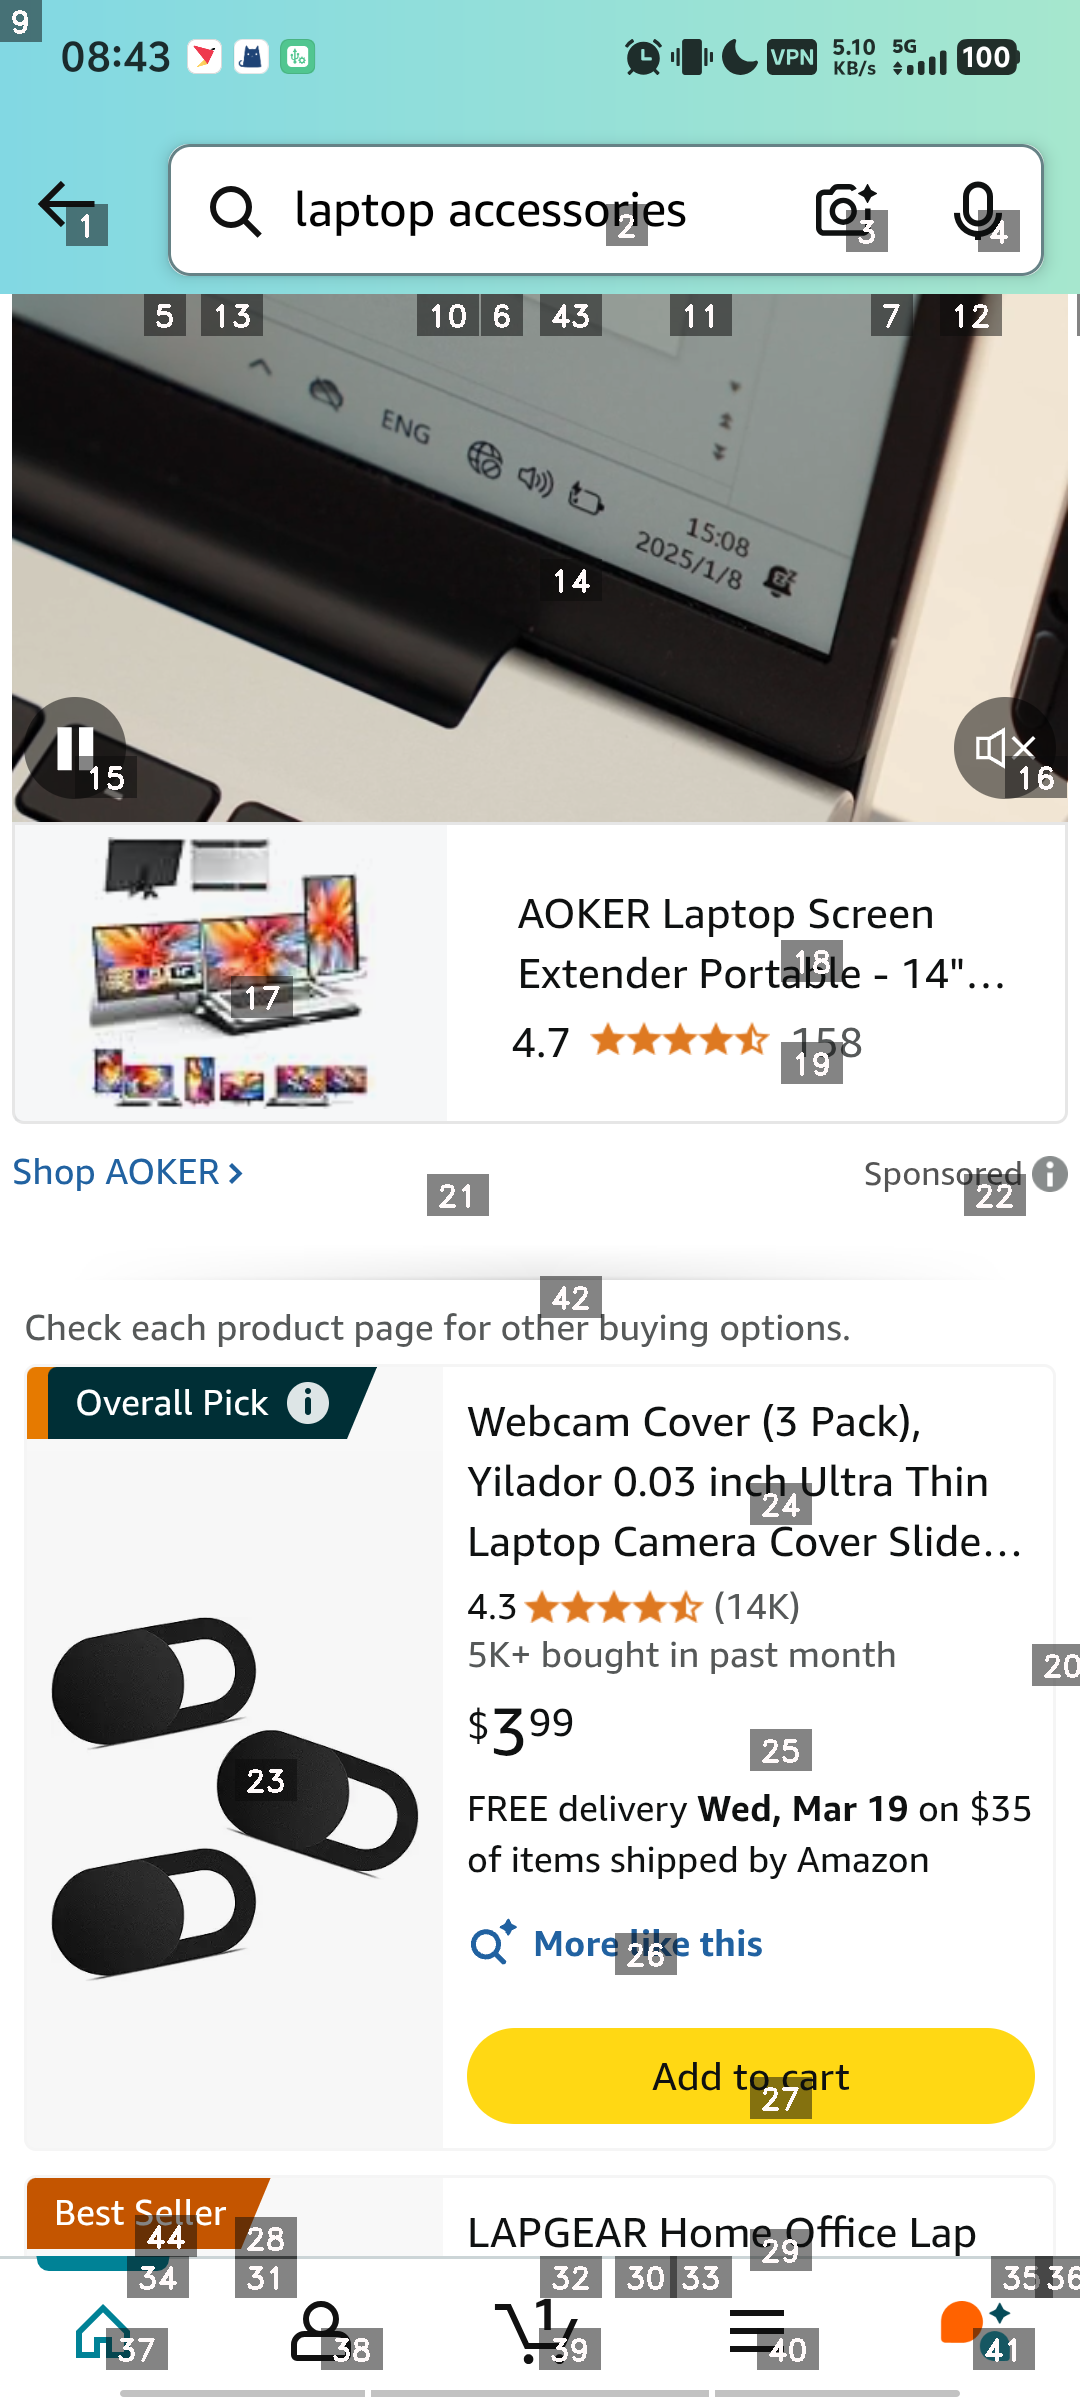 9
08:43
VPN
5.10
KB/s
5G
100
1
laptop accessories
2
3
4
5
13
10
6
43
11
7
12
ENG
15:08
2025/1/8
14
15
16
17
AOKER Laptop Screen
Extender Portable - 14"...
18
4.7
158
19
Shop AOKER
21
Sponsored
22
42
Check each product page for other buying options.
Overall Pick
Webcam Cover (3 Pack),
Yilador 0.03 inch Ultra Thin
24
Laptop Camera Cover Slide...
4.3
(14K)
5K+ bought in past month
20
$3 99
25
23
FREE delivery Wed, Mar 19 on $35
of items shipped by Amazon
More like this
26
Add to cart
27
Best Seller
44
28
LAPGEAR Home Office Lap
29
34
31
32
30
33
35
36
1
37
38
39
40
41